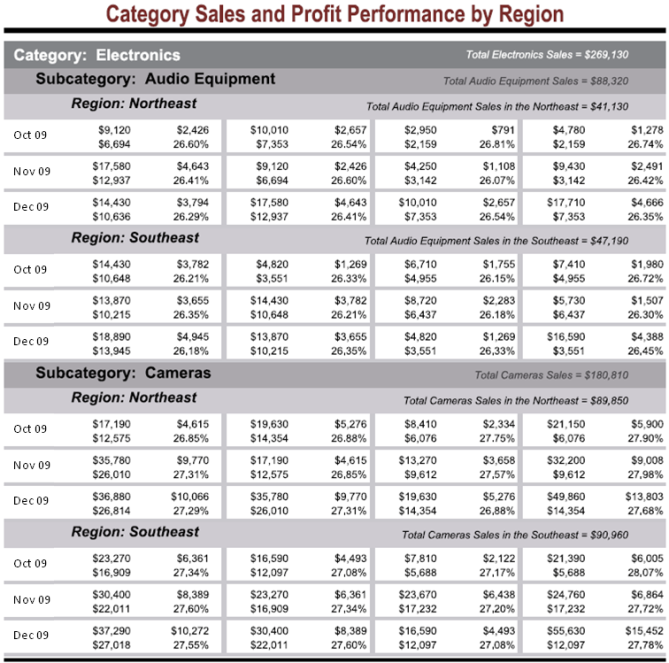 Category Sales and Profit Performance by Region
Category: Electronics Total Electronics Sales = $269,130
Subcategory: Audio Equipment Total Audio Equipment Sales = $88,320
Region: Northeast Total Audio Equipment Sales in the Northeast = $41,130
Oct 09
$9,120 $2,426 $10,010 $2,657 $2,950 $791 $4,780 $1,278
$6,694 26.60% $7,353 26.54% $2,159 26.81% $2,159 26.74%
Nov 09
$17,580 $4,643 $9,120 $2,426 $4,250 $1,108 $9,430 $2,491
$12,937 26.41% $6,694 26.60% $3,142 26.07% $3,142 26.42%
Dec 09
$14,430 $3,794 $17,580 $4,643 $10,010 $2,657 $17,710 $4,666
$10,636 26.29% $12,937 26.41% $7,353 26.54% $7,353 26.35%
Region: Southeast Total Audio Equipment Sales in the Southeast = $47,190
Oct 09
$14,430 $3,782 $4,820 $1,269 $6,710 $1,755 $7,410 $1,980
$10,648 26.21% $3,551 26.33% $4,955 26.15% $4,955 26.72%
Nov 09
$13,870 $3,655 $14,430 $3,782 $8,720 $2,283 $5,730 $1,507
$10,215 26.35% $10,648 26.21% $6,437 26.18% $6,437 26.30%
Dec 09
$18,890 $4,945 $13,870 $3,655 $4,820 $1,269 $16,590 $4,388
$13,945 26,18% $10,215 26,35% $3,551 26,33% $3,551 26,45%
Subcategory: Cameras Total Cameras Sales = $180,810
Region: Northeast Total Cameras Sales in the Northeast = $89,850
Oct 09
$17,190 $4,615 $19,630 $5,276 $8,410 $2,334 $21,150 $5,900
$12,575 26.85% $14,354 26.88% $6,076 27.75% $6,076 27.90%
Nov 09
$35,780 $9,770 $17,190 $4,615 $13,270 $3,658 $32,200 $9,008
$26,010 27,31% $12,575 26,85% $9,612 27,57% $9,612 27,98%
Dec 09
$36,880 $10,066 $35,780 $9,770 $19,630 $5,276 $49,860 $13,803
$26,814 27,29% $26,010 27,31% $14,354 26,88% $14,354 27,68%
Region: Southeast Total Cameras Sales in the Southeast = $90,960
Oct 09
$23,270 $6,361 $16,590 $4,493 $7,810 $2,122 $21,390 $6,005
$16,909 27,34% $12,097 27,08% $5,688 27,17% $5,688 28,07%
Nov 09
$30,400 $8,389 $23,270 $6,361 $23,670 $6,438 $24,760 $6,864
$22,011 27,60% $16,909 27,34% $17,232 27,20% $17,232 27,72%
Dec 09
$37,290 $10,272 $30,400 $8,389 $16,590 $4,493 $55,630 $15,452
$27,018 27,55% $22,011 27,60% $12,097 27,08% $12,097 27,78%